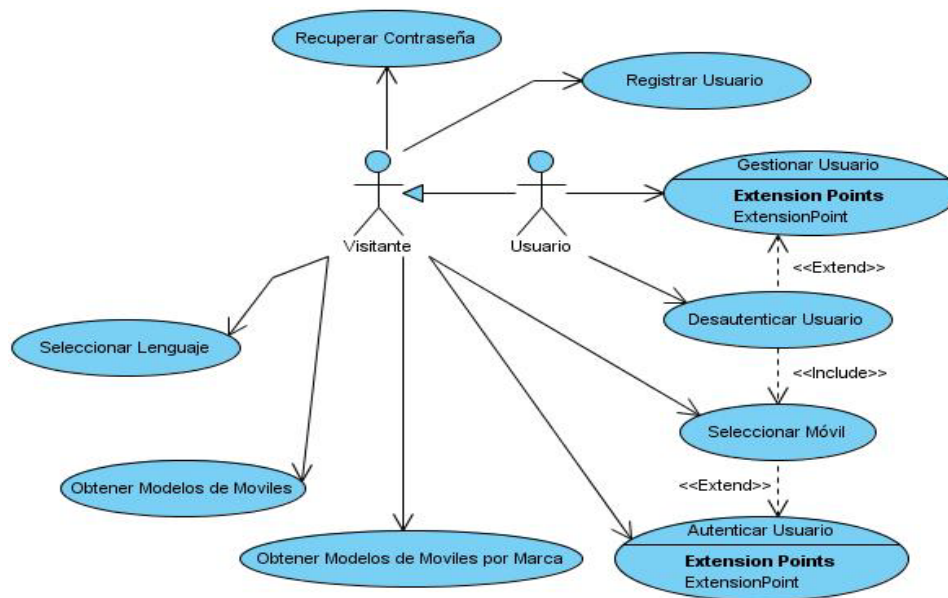 Recuperar Contraseña
Registrar Usuario
Gestionar Usuario
Extension Points
ExtensionPoint
Visitante
Usuario
<<Extend>>
Desautenticar Usuario
Seleccionar Lenguaje
<<Include>>
Seleccionar Móvil
Obtener Modelos de Moviles
<<Extend>>
Autenticar Usuario
Obtener Modelos de Moviles por Marca
Extension Points
ExtensionPoint